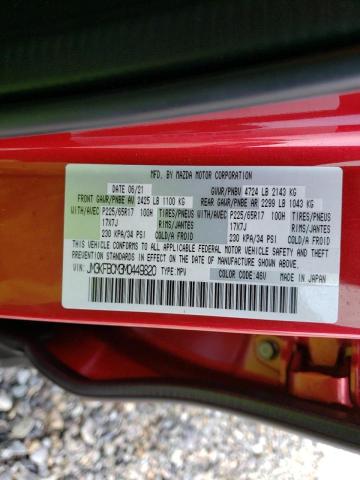 MFD. BY MAZDA MOTOR CORPORATION
DATE 06/21 GVWR/PNBV 4724 LB 2143 KG
FRONT GAWR/PNBE AV 2425 LB 1100 KG REAR GAWR/PNBE AR 2299 LB 1043 KG
WITH/AVEC P225/65R17 100H TIRES/PNEUS WITH/AVEC P225/65R17 100H TIRES/PNEUS
17X7J RIMS/JANTES 17X7J RIMS/JANTES
230 KPA/34 PSI COLD/A FROID 230 KPA/34 PSI COLD/A FROID
THIS VEHICLE CONFORMS TO ALL APPLICABLE FEDERAL MOTOR VEHICLE
SAFETY, BUMPER, AND THEFT PREVENTION STANDARDS IN EFFECT ON THE DATE OF MANUFACTURE SHOWN ABOVE.
VIN: JM3KFBCM3M0449620 TYPE: MPV COLOR CODE: 46V MADE IN JAPAN